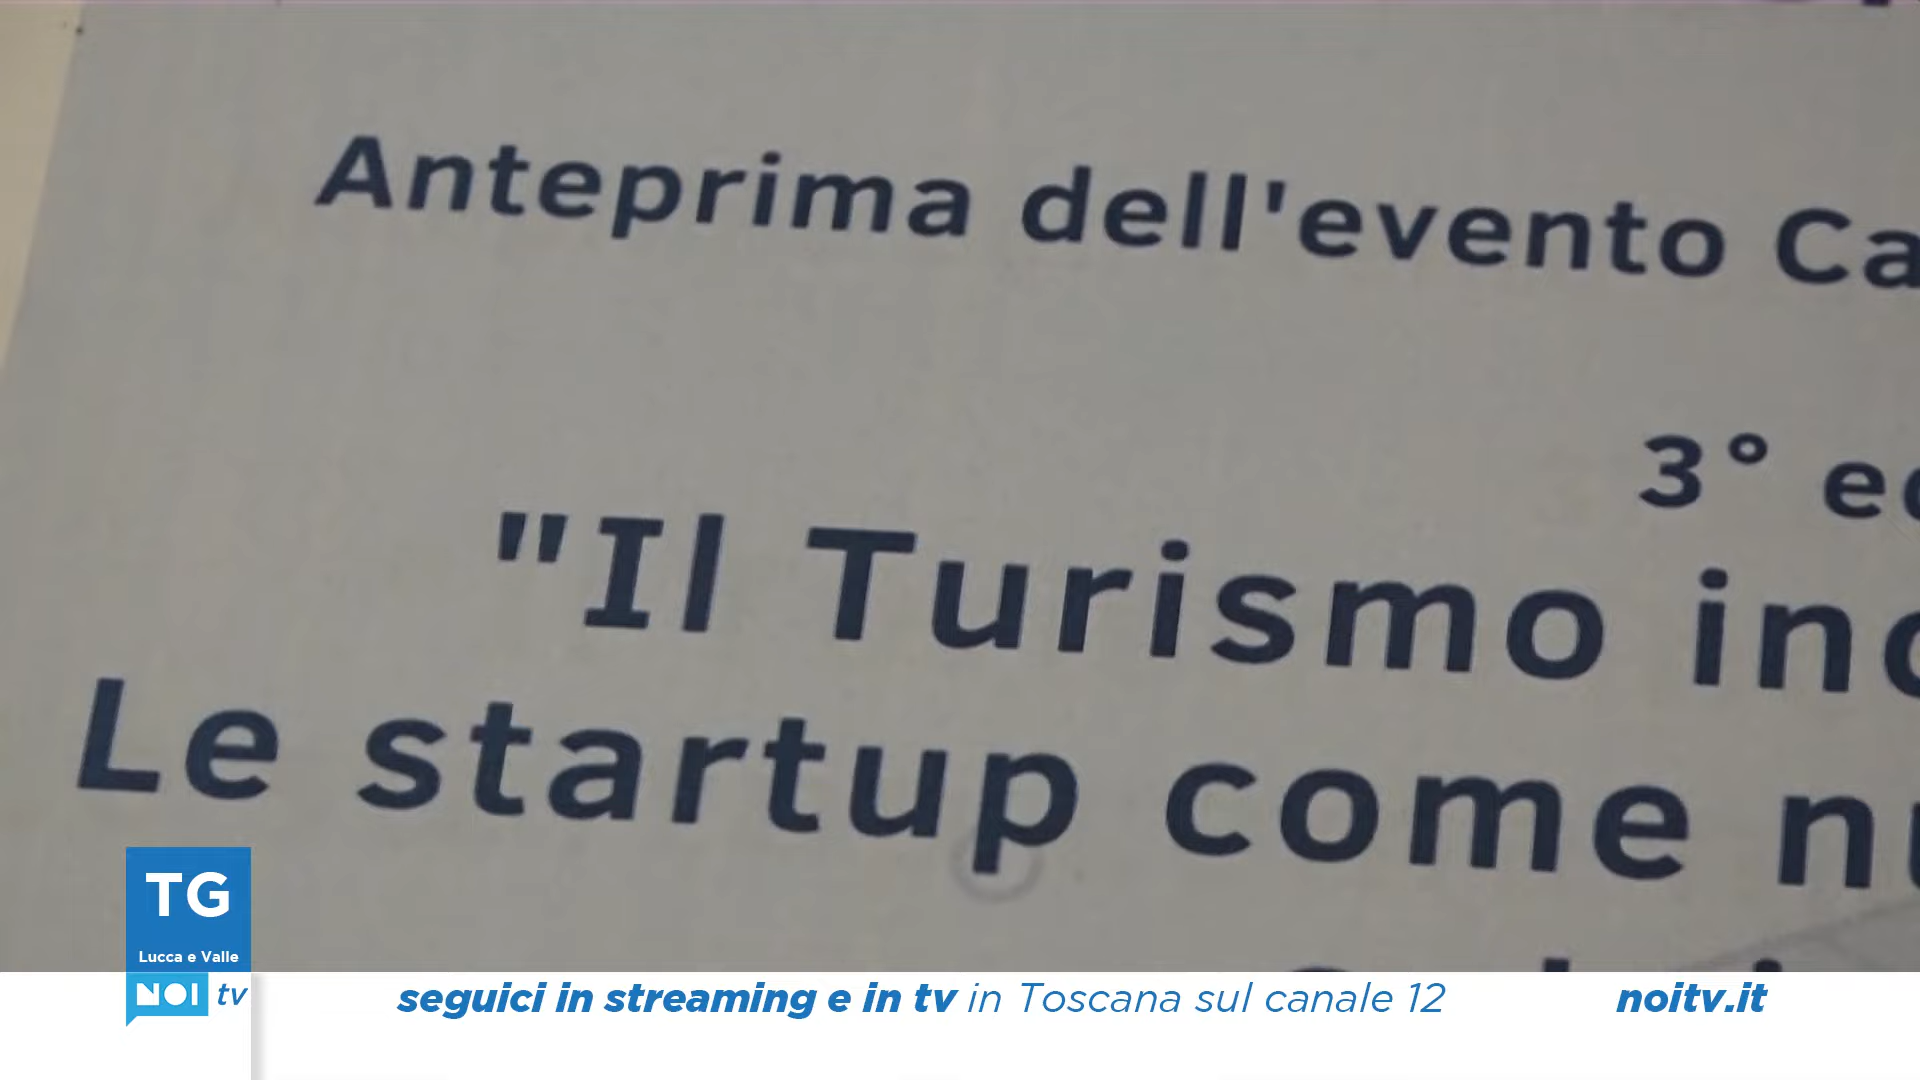 Anteprima dell'evento Ca
3°
"Il Turismo
Le startup come
TG
Lucca e Valle
NOI tv
seguici in streaming e in tv in Toscana sul canale 12
noitv.it